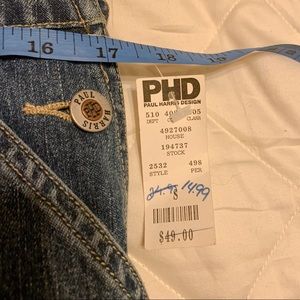 16 17 18 19
PAUL HARRIS
PHD
PAUL HARRIS DESIGN
510 05
DEPT CLASS
4927008
HOUSE
194737
STOCK
2532 498
STYLE PER
14.99
S
$49.00